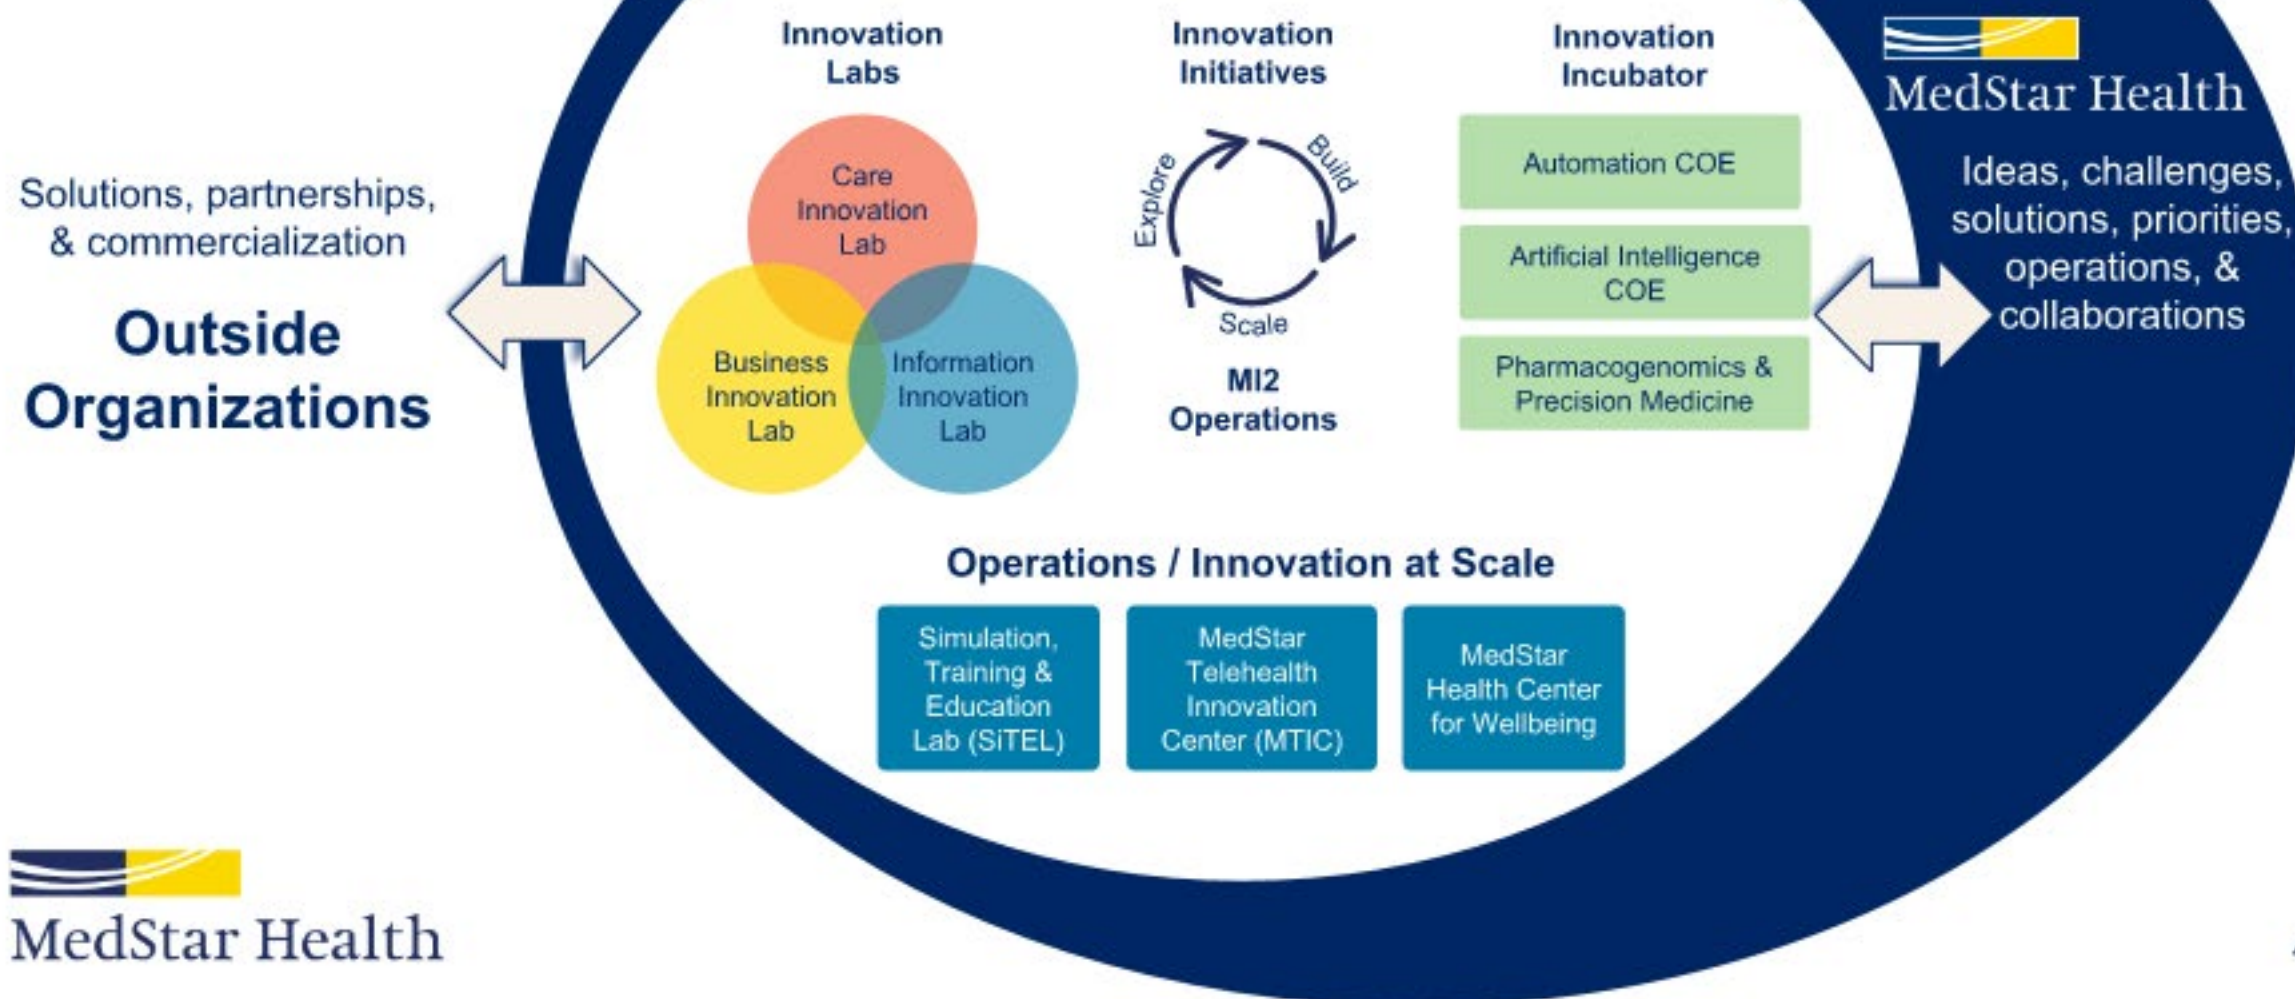 Innovation
Labs
Innovation
Initiatives
Innovation
Incubator
MedStar Health
Solutions, partnerships,
& commercialization
Outside
Organizations
Care
Innovation
Lab
Business
Innovation
Lab
Information
Innovation
Lab
Explore
Build
Scale
MI2
Operations
Automation COE
Artificial Intelligence
COE
Pharmacogenomics &
Precision Medicine
Ideas, challenges,
solutions, priorities,
operations, &
collaborations
Operations / Innovation at Scale
Simulation,
Training &
Education
Lab (SiTEL)
MedStar
Telehealth
Innovation
Center (MTIC)
MedStar
Health Center
for Wellbeing
MedStar Health